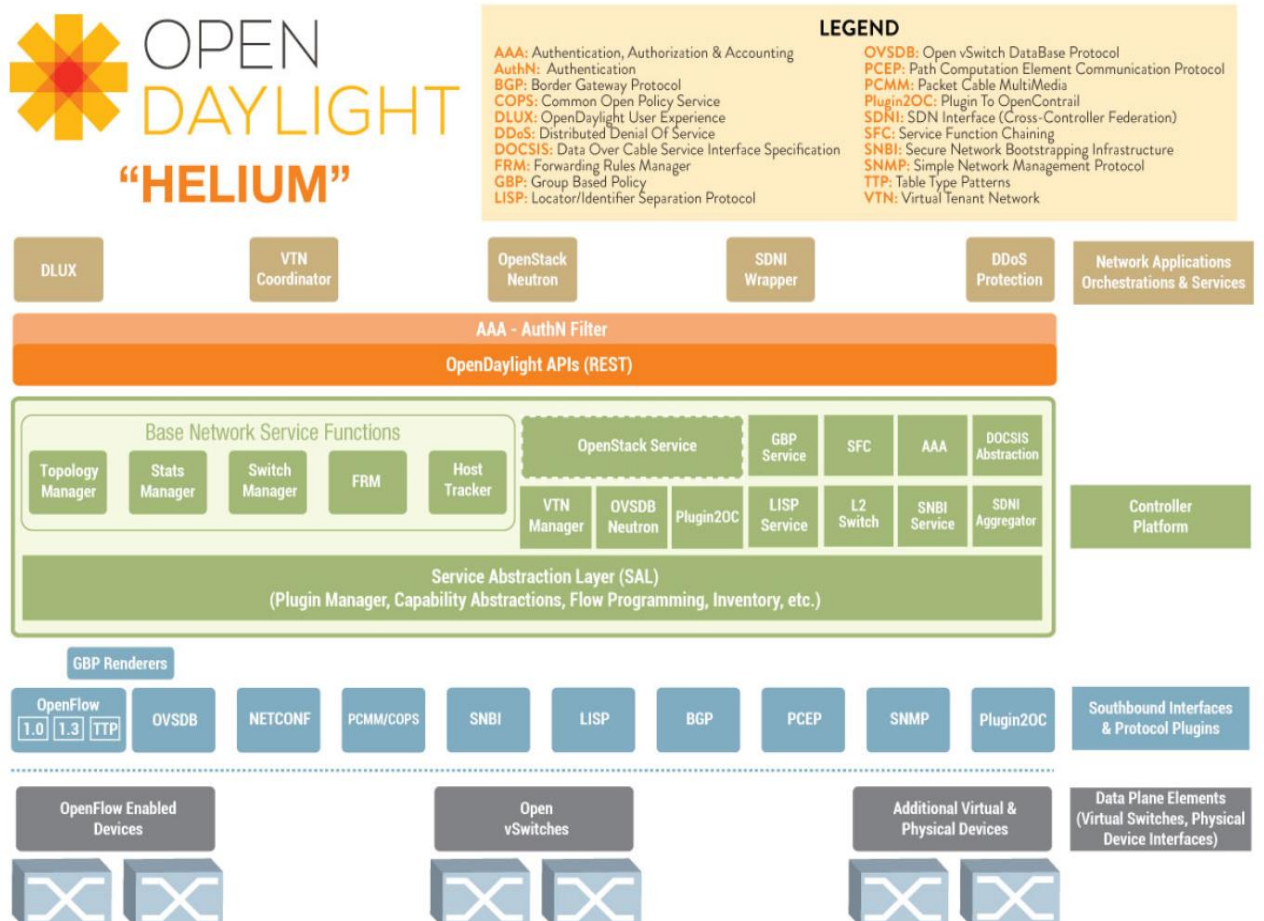 OPEN
DAYLIGHT
“HELIUM”
LEGEND
AAA: Authentication, Authorization & Accounting
AuthN: Authentication
BGP: Border Gateway Protocol
COPS: Common Open Policy Service
DLUX: OpenDaylight User Experience
DDoS: Distributed Denial Of Service
DOCSIS: Data Over Cable Service Interface Specification
FRM: Forwarding Rules Manager
GBP: Group Based Policy
LISP: Locator/Identifier Separation Protocol
OVSDB: Open vSwitch DataBase Protocol
PCEP: Path Computation Element Communication Protocol
PCMM: Packet Cable MultiMedia
Plugin2OC: Plugin To OpenContrail
SDNI: SDN Interface (Cross-Controller Federation)
SFC: Service Function Chaining
SNBI: Secure Network Bootstrapping Infrastructure
SNMP: Simple Network Management Protocol
TTP: Table Type Patterns
VTN: Virtual Tenant Network
DLUX
VTN
Coordinator
OpenStack
Neutron
SDNI
Wrapper
DDoS
Protection
Network Applications
Orchestrations & Services
AAA - AuthN Filter
OpenDaylight APIs (REST)
Base Network Service Functions
Topology
Manager
Stats
Manager
Switch
Manager
FRM
Host
Tracker
OpenStack Service
GBP
Service
SFC
AAA
DOCSIS
Abstraction
VTN
Manager
OVSDB
Neutron
Plugin2OC
LISP
Service
L2
Switch
SNBI
Service
SDNI
Aggregator
Controller
Platform
Service Abstraction Layer (SAL)
(Plugin Manager, Capability Abstractions, Flow Programming, Inventory, etc.)
GBP Renderers
OpenFlow
1.0 1.3 TTP
OVSDB
NETCONF
PCMM/COPS
SNBI
LISP
BGP
PCEP
SNMP
Plugin2OC
Southbound Interfaces
& Protocol Plugins
OpenFlow Enabled
Devices
Open
vSwitches
Additional Virtual &
Physical Devices
Data Plane Elements
(Virtual Switches, Physical
Device Interfaces)